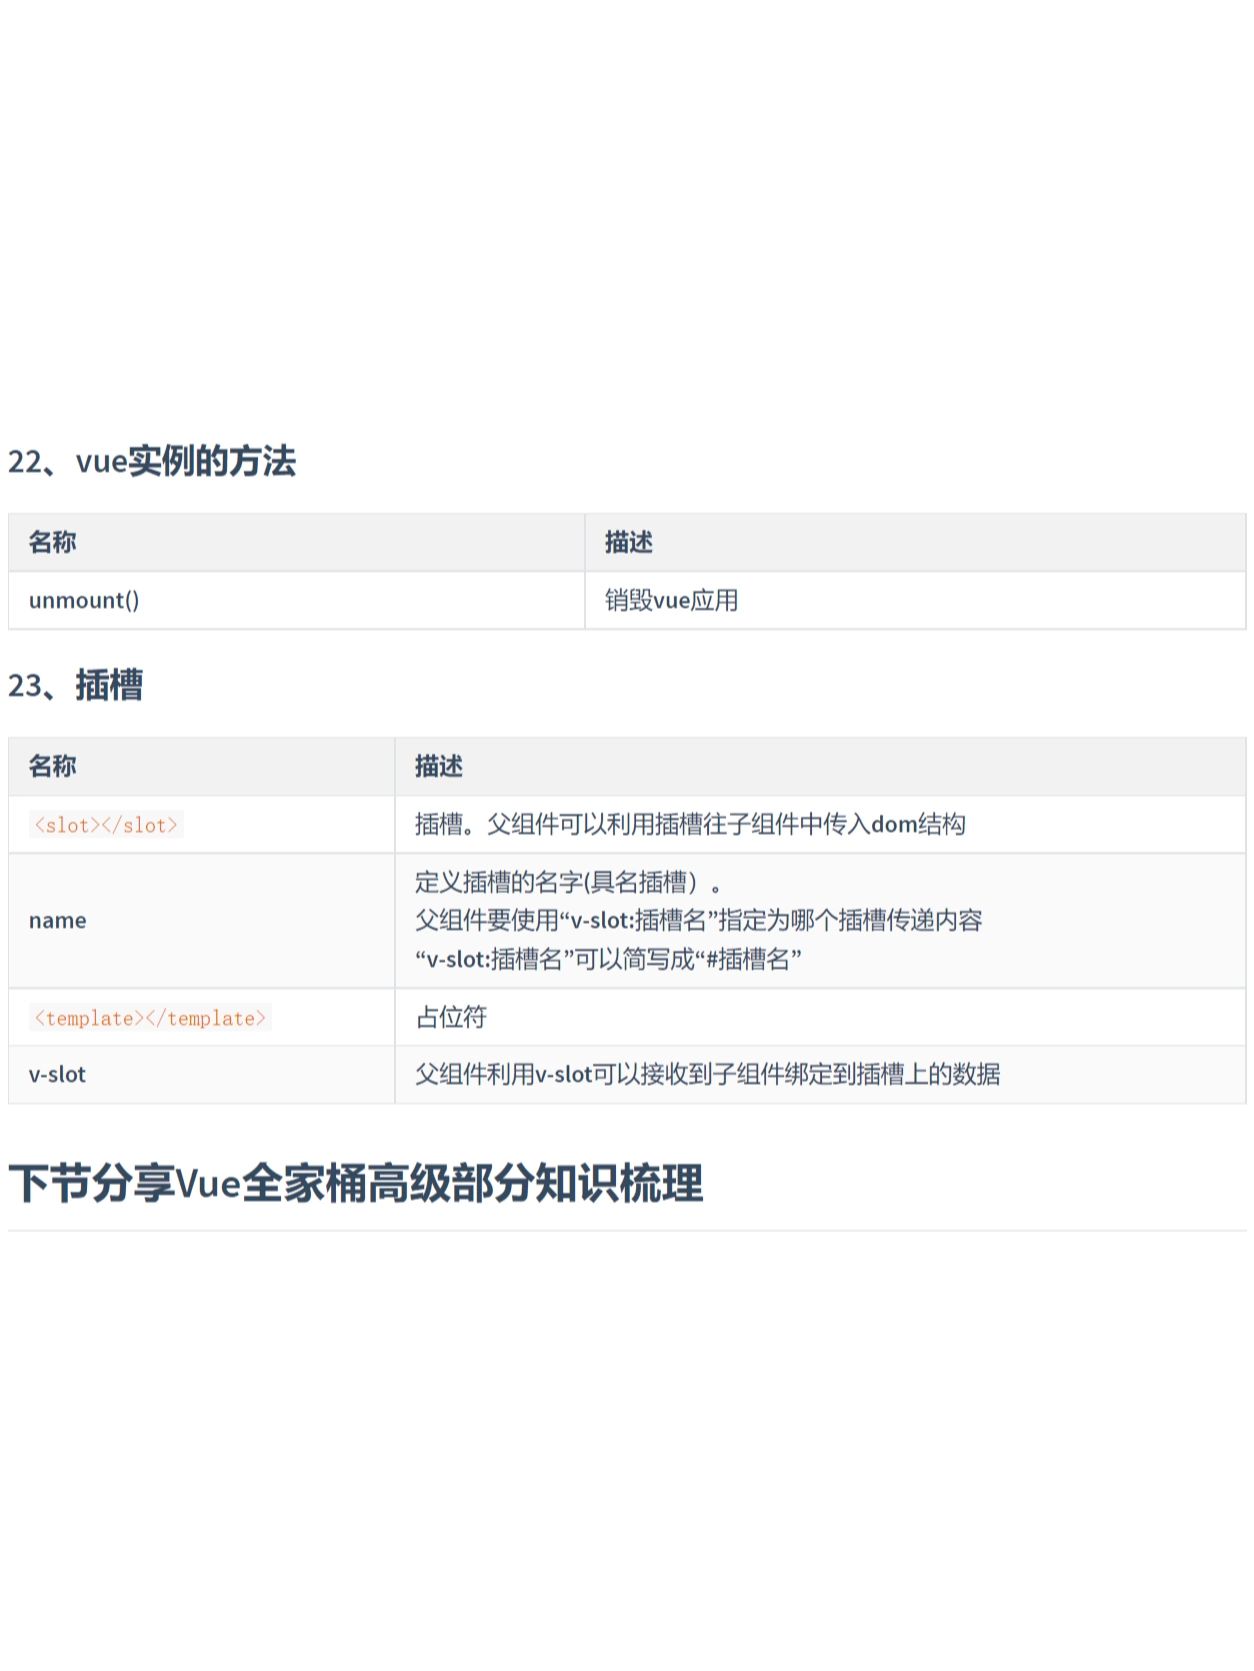 22、vue实例的方法
名称 描述
unmount() 销毁vue应用
23、插槽
名称 描述
<slot></slot> 插槽。父组件可以利用插槽往子组件中传入dom结构
name 定义插槽的名字(具名插槽）。
父组件要使用“v-slot:插槽名”指定为哪个插槽传递内容
“v-slot:插槽名”可以简写成“#插槽名”
<template></template> 占位符
v-slot 父组件利用v-slot可以接收到子组件绑定到插槽上的数据
下节分享Vue全家桶高级部分知识梳理